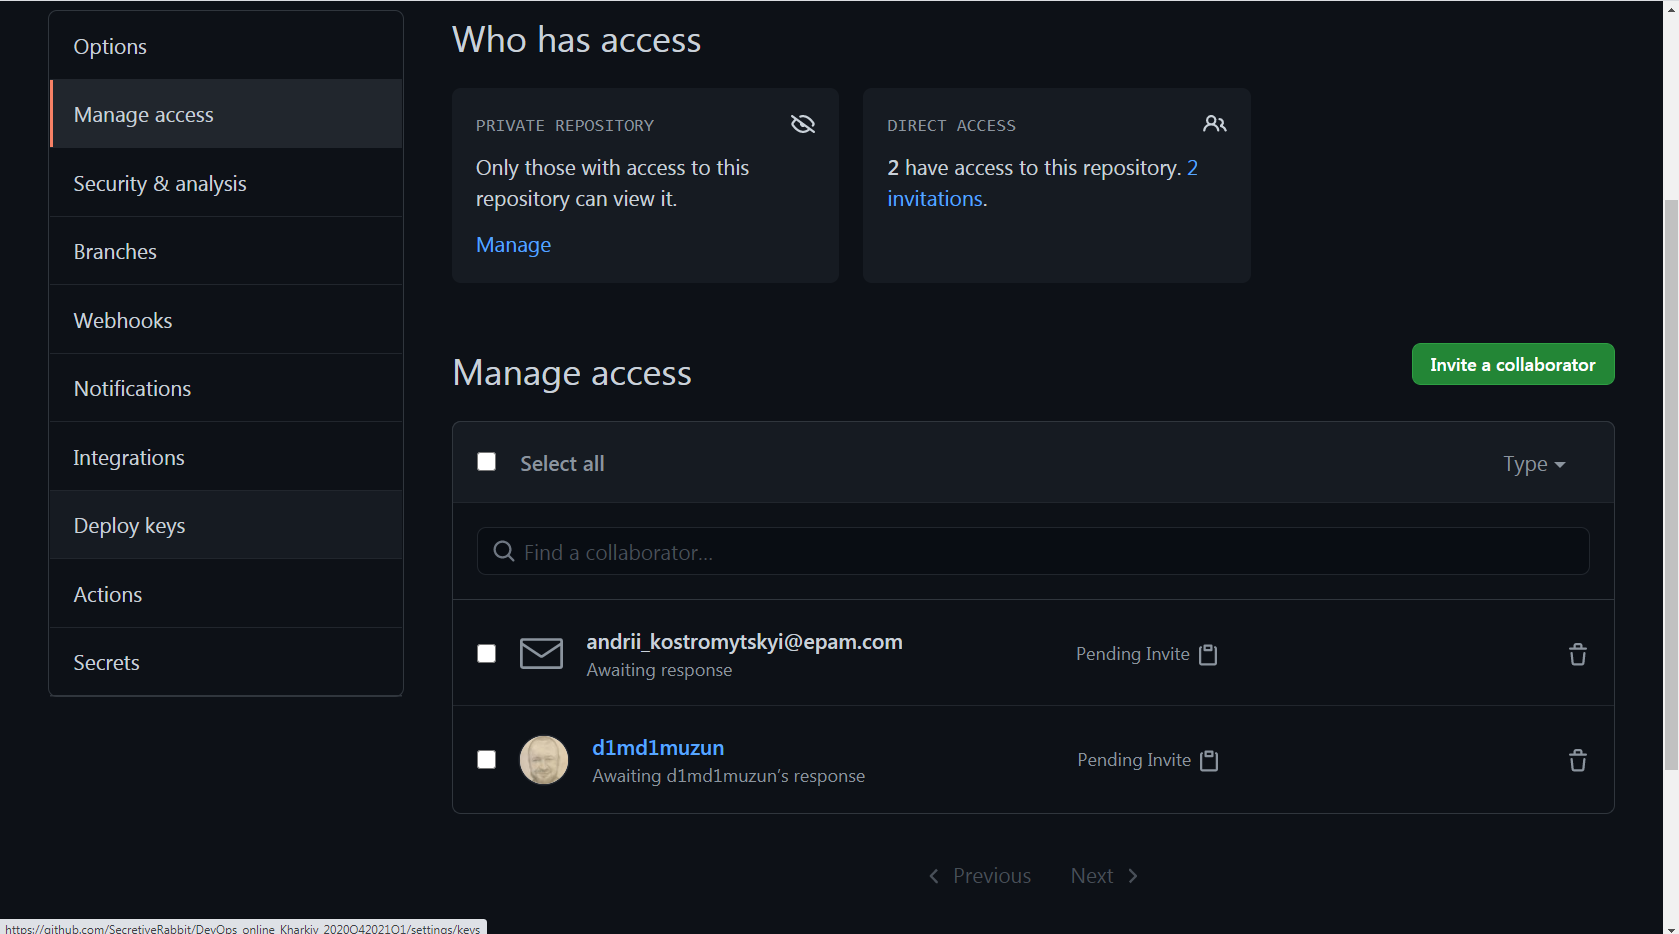 Options
Manage access
Security & analysis
Branches
Webhooks
Notifications
Integrations
Deploy keys
Actions
Secrets
Who has access
PRIVATE REPOSITORY
Only those with access to this
repository can view it.
Manage
DIRECT ACCESS
2 have access to this repository. 2
invitations.
Manage access
Invite a collaborator
Select all
Type
Find a collaborator...
andrii_kostromytskyi@epam.com
Awaiting response
Pending Invite
d1md1muzun
Awaiting d1md1muzun's response
Pending Invite
Previous
Next
https://github.com/SecretiveRabbit/DevOps_online_Kharkiv_2020Q42021Q1/settings/keys